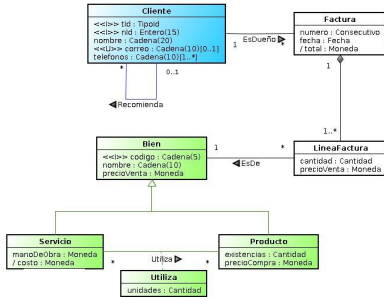 Cliente
<<I>> tid : TipoId
<<I>> nid : Entero(15)
nombre : Cadena(20)
<<U>> correo : Cadena(10)[0..1]
telefonos : Cadena(10)[1..*]
EsDueño
1
*
Factura
numero : Consecutivo
fecha : Fecha
/ total : Moneda
*
0..1
Recomienda
1
1..*
Bien
<<I>> codigo : Cadena(5)
nombre : Cadena(10)
precioVenta : Moneda
1
*
EsDe
LineaFactura
cantidad : Cantidad
precioVenta : Moneda
Servicio
manoDeObra : Moneda
/ costo : Moneda
*
Utiliza
*
Producto
existencias : Cantidad
precioCompra : Moneda
Utiliza
unidades : Cantidad